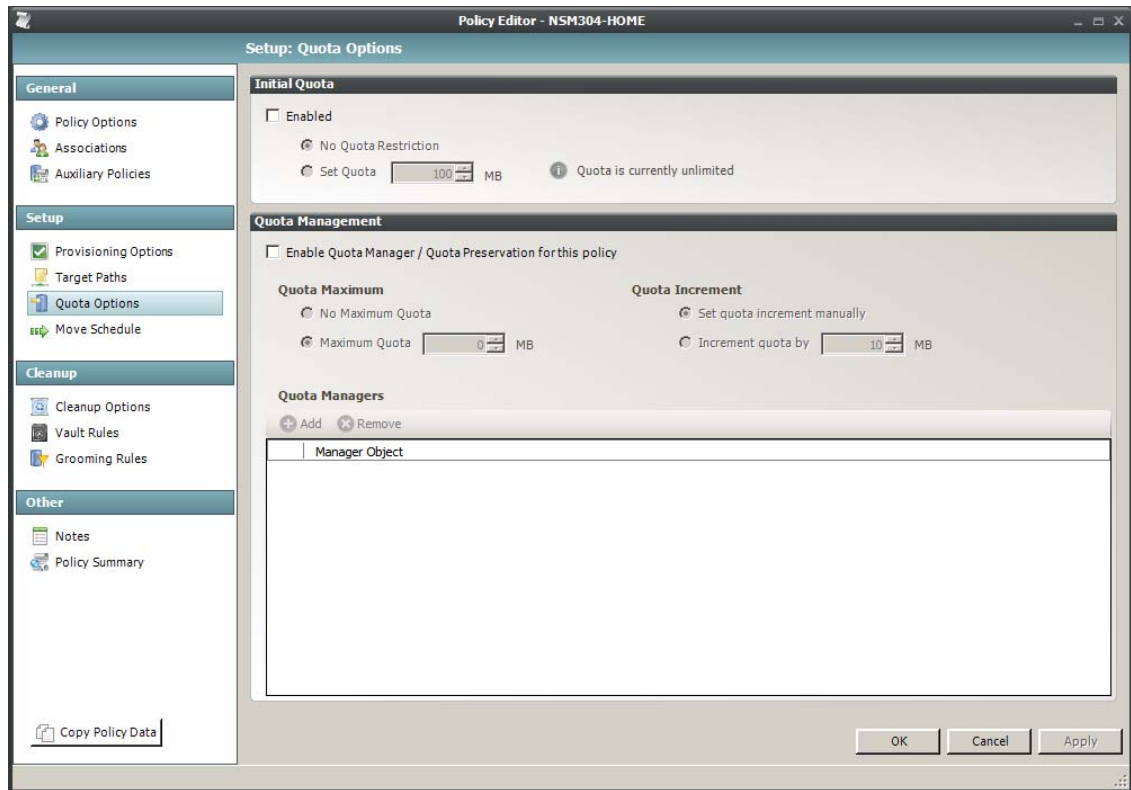 Policy Editor - NSM304-HOME
Setup: Quota Options
General
Policy Options
Associations
Auxiliary Policies
Setup
Provisioning Options
Target Paths
Quota Options
Move Schedule
Cleanup
Cleanup Options
Vault Rules
Grooming Rules
Other
Notes
Policy Summary
Copy Policy Data
Initial Quota
Enabled
No Quota Restriction
Set Quota 100 MB Quota is currently unlimited
Quota Management
Enable Quota Manager / Quota Preservation for this policy
Quota Maximum
No Maximum Quota
Maximum Quota 0 MB
Quota Increment
Set quota increment manually
Increment quota by 10 MB
Quota Managers
Add Remove
Manager Object
OK Cancel Apply